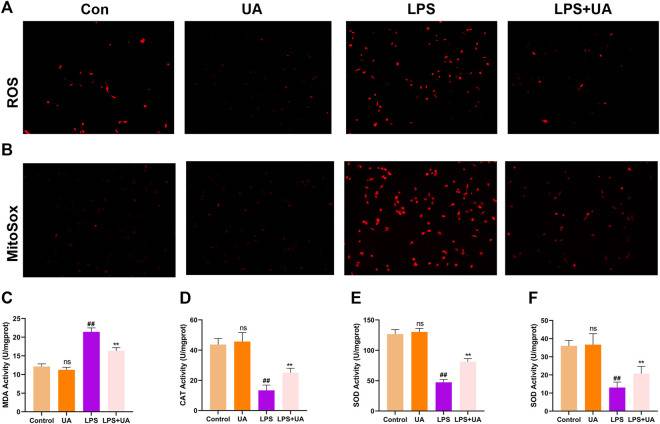 A Con UA LPS LPS+UA
ROS
B
MitoSox
C D E F
MDA Activity (U/mgprot)
25
20
15
10
5
0
ns
##
**
Control UA LPS LPS+UA
CAT Activity (U/mgprot)
60
40
20
0
ns
##
**
Control UA LPS LPS+UA
SOD Activity (U/mgprot)
150
100
50
0
ns
##
**
Control UA LPS LPS+UA
SOD Activity (U/mgprot)
60
40
20
0
ns
##
**
Control UA LPS LPS+UA